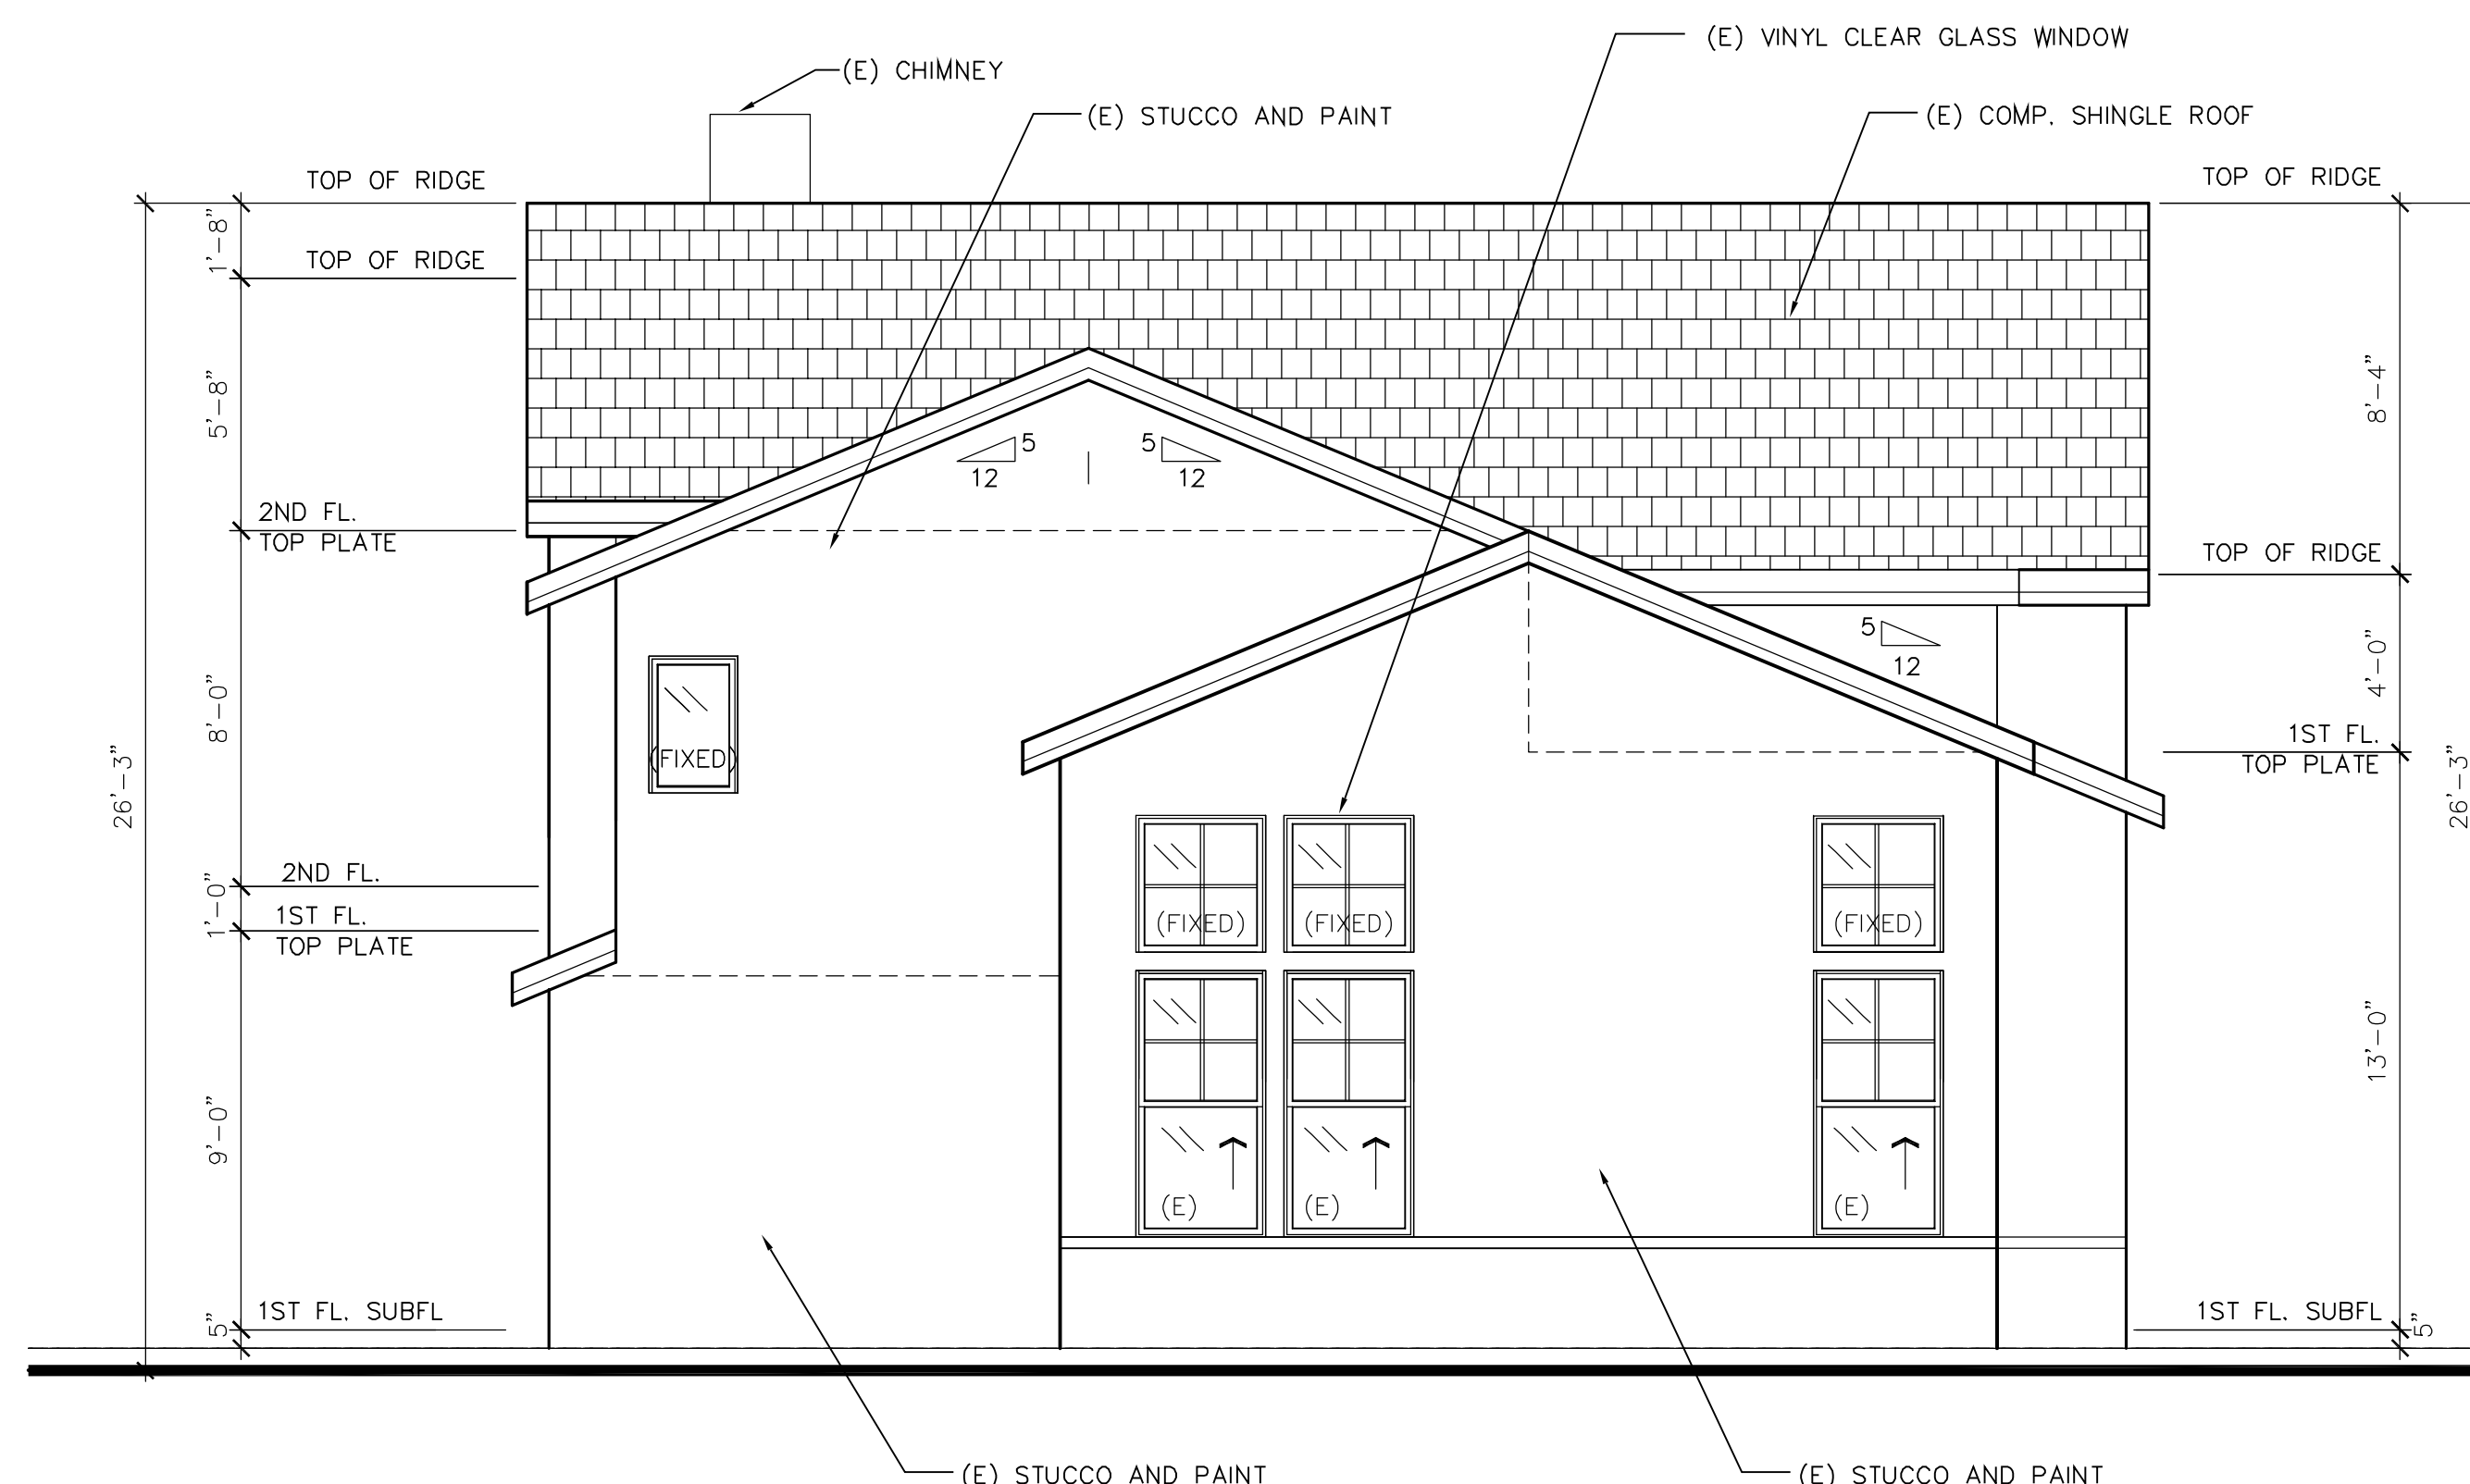 (E) VINYL CLEAR GLASS WINDOW
(E) CHIMNEY
(E) STUCCO AND PAINT
(E) COMP. SHINGLE ROOF
TOP OF RIDGE
TOP OF RIDGE
1'-8"
TOP OF RIDGE
5'-8"
8'-4"
5
12
5
12
2ND FL.
TOP PLATE
TOP OF RIDGE
5
12
4'-0"
8'-0"
(FIXED)
1ST FL.
TOP PLATE
26'-3"
26'-3"
2ND FL.
1'-0"
1ST FL.
TOP PLATE
(FIXED)
(FIXED)
(FIXED)
13'-0"
9'-0"
(E)
(E)
(E)
1ST FL. SUBFL
5"
1ST FL. SUBFL
5"
(E) STUCCO AND PAINT
(E) STUCCO AND PAINT